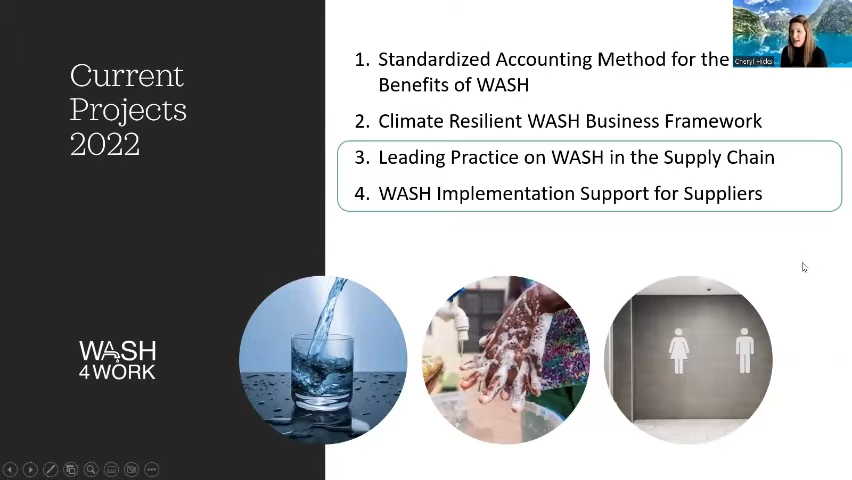 Current
Projects
2022
1. Standardized Accounting Method for the
Benefits of WASH
2. Climate Resilient WASH Business Framework
3. Leading Practice on WASH in the Supply Chain
4. WASH Implementation Support for Suppliers
Cheryl Hicks
WASH
4WORK